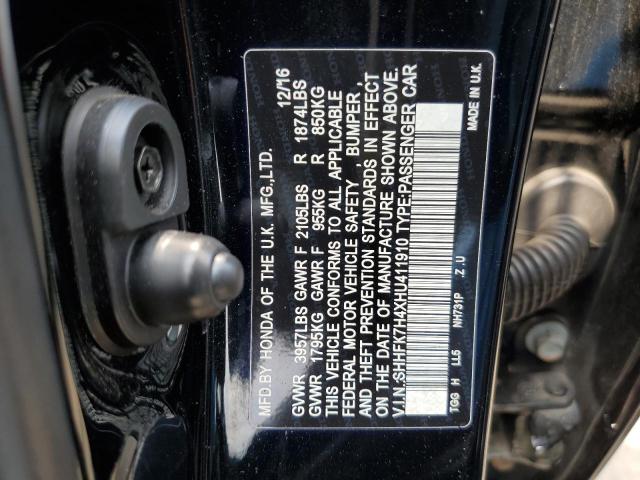 MFD.BY HONDA OF THE U.K. MFG.,LTD. 12/16
GVWR 3957LBS GAWR F 2105LBS R 1874LBS
GVWR 1795KG GAWR F 955KG R 850KG
THIS VEHICLE CONFORMS TO ALL APPLICABLE
FEDERAL MOTOR VEHICLE SAFETY , BUMPER ,
AND THEFT PREVENTION STANDARDS IN EFFECT
ON THE DATE OF MANUFACTURE SHOWN ABOVE.
V.I.N.:SHHFK7H4XHU411910 TYPE:PASSENGER CAR
TGG H LL5 NH731P .Z .U MADE IN U.K.